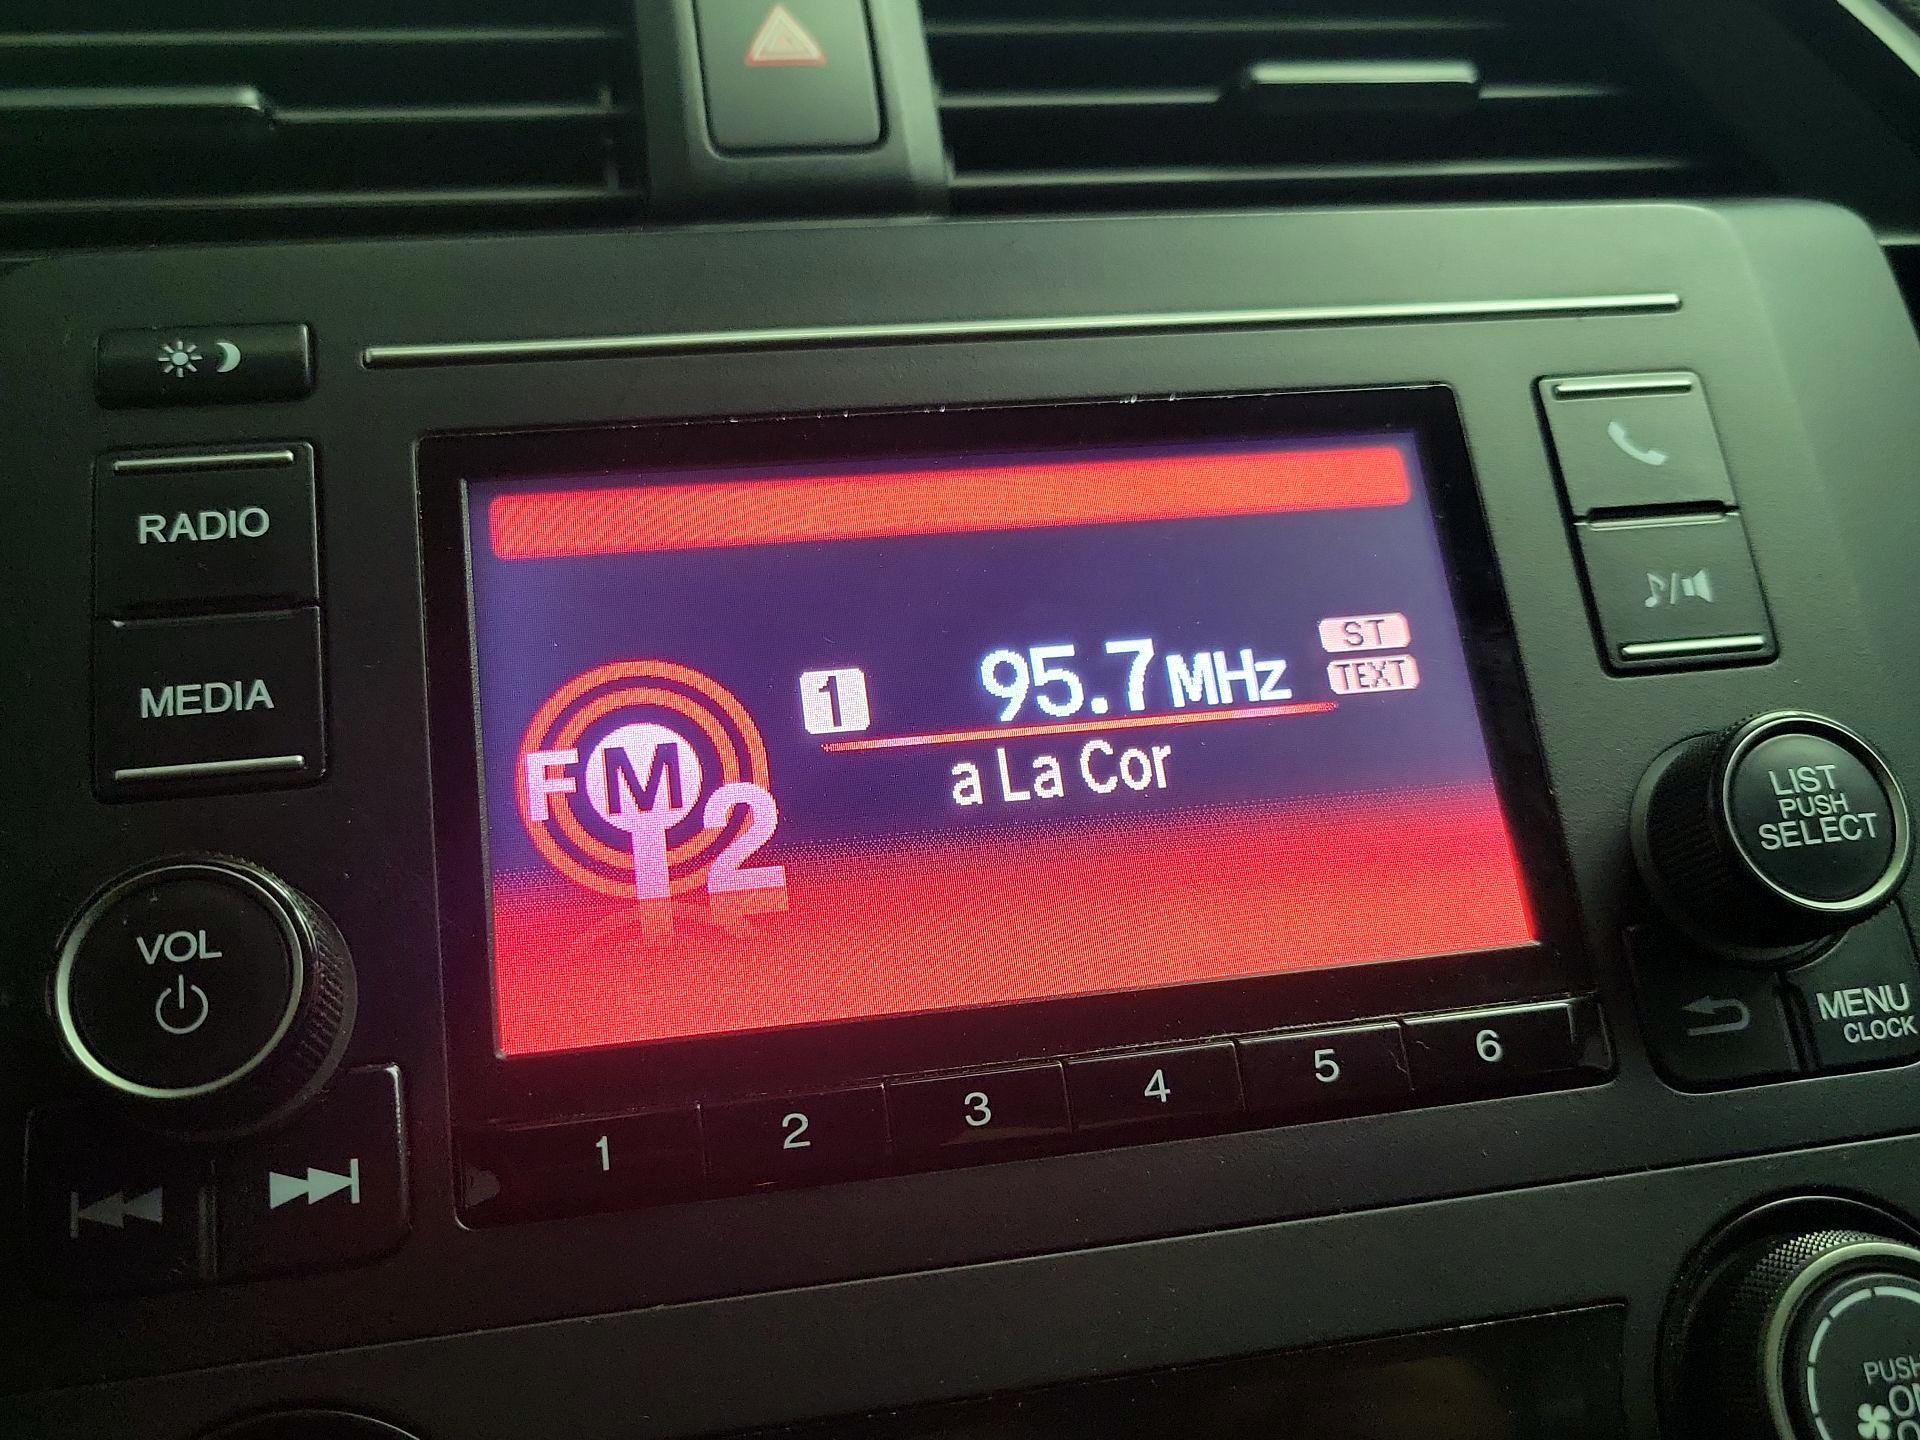 RADIO
MEDIA
VOL
FM 2
1
95.7 MHz
ST
TEXT
a La Cor
LIST
PUSH
SELECT
MENU
CLOCK
1 2 3 4 5 6
PUSH